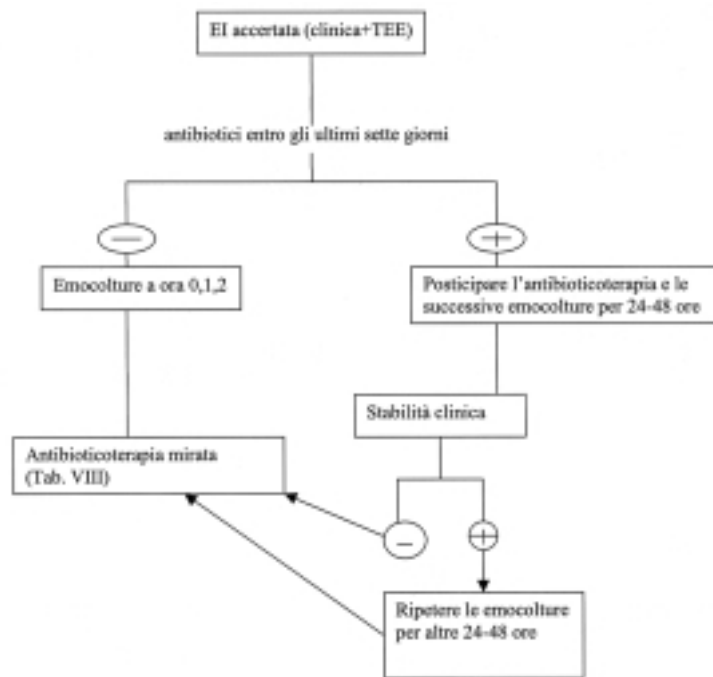 EI accertata (clinica+TEE)
antibiotici entro gli ultimi sette giorni
—
+
Emocolture a ora 0,1,2
Posticipare l'antibioticoterapia e le
successive emocolture per 24-48 ore
Stabilità clinica
Antibioticoterapia mirata
(Tab. VIII)
–
+
Ripetere le emocolture
per altre 24-48 ore